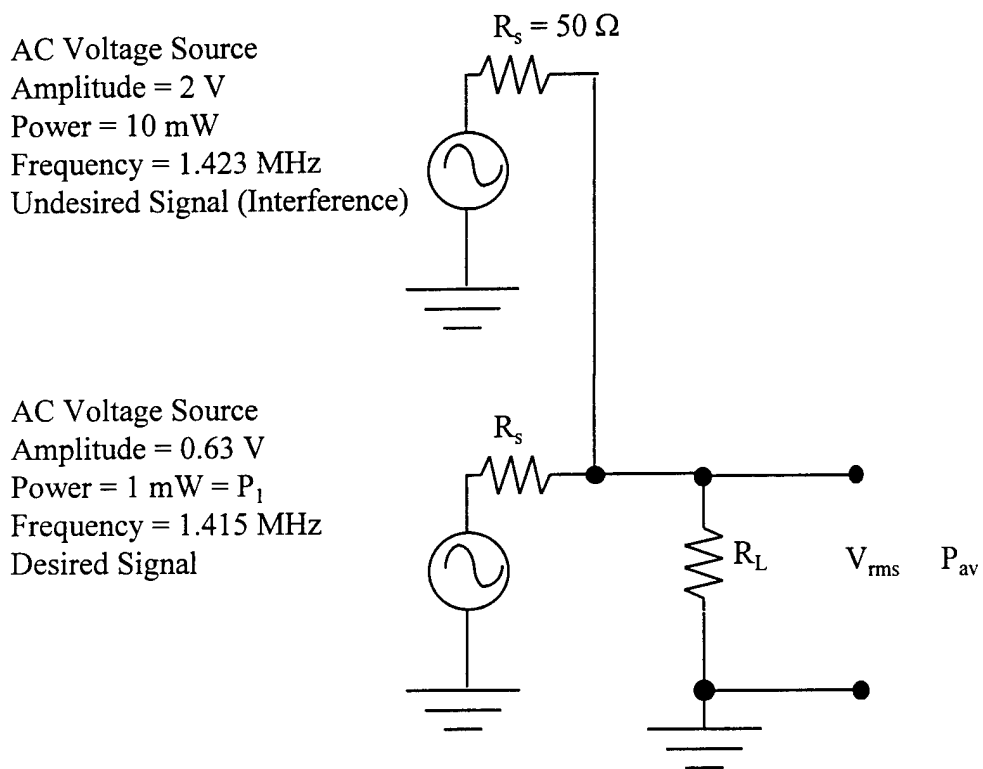 R_s = 50 Ω
AC Voltage Source
Amplitude = 2 V
Power = 10 mW
Frequency = 1.423 MHz
Undesired Signal (Interference)
AC Voltage Source
Amplitude = 0.63 V
Power = 1 mW = P_1
Frequency = 1.415 MHz
Desired Signal
R_s
R_L
V_rms P_av